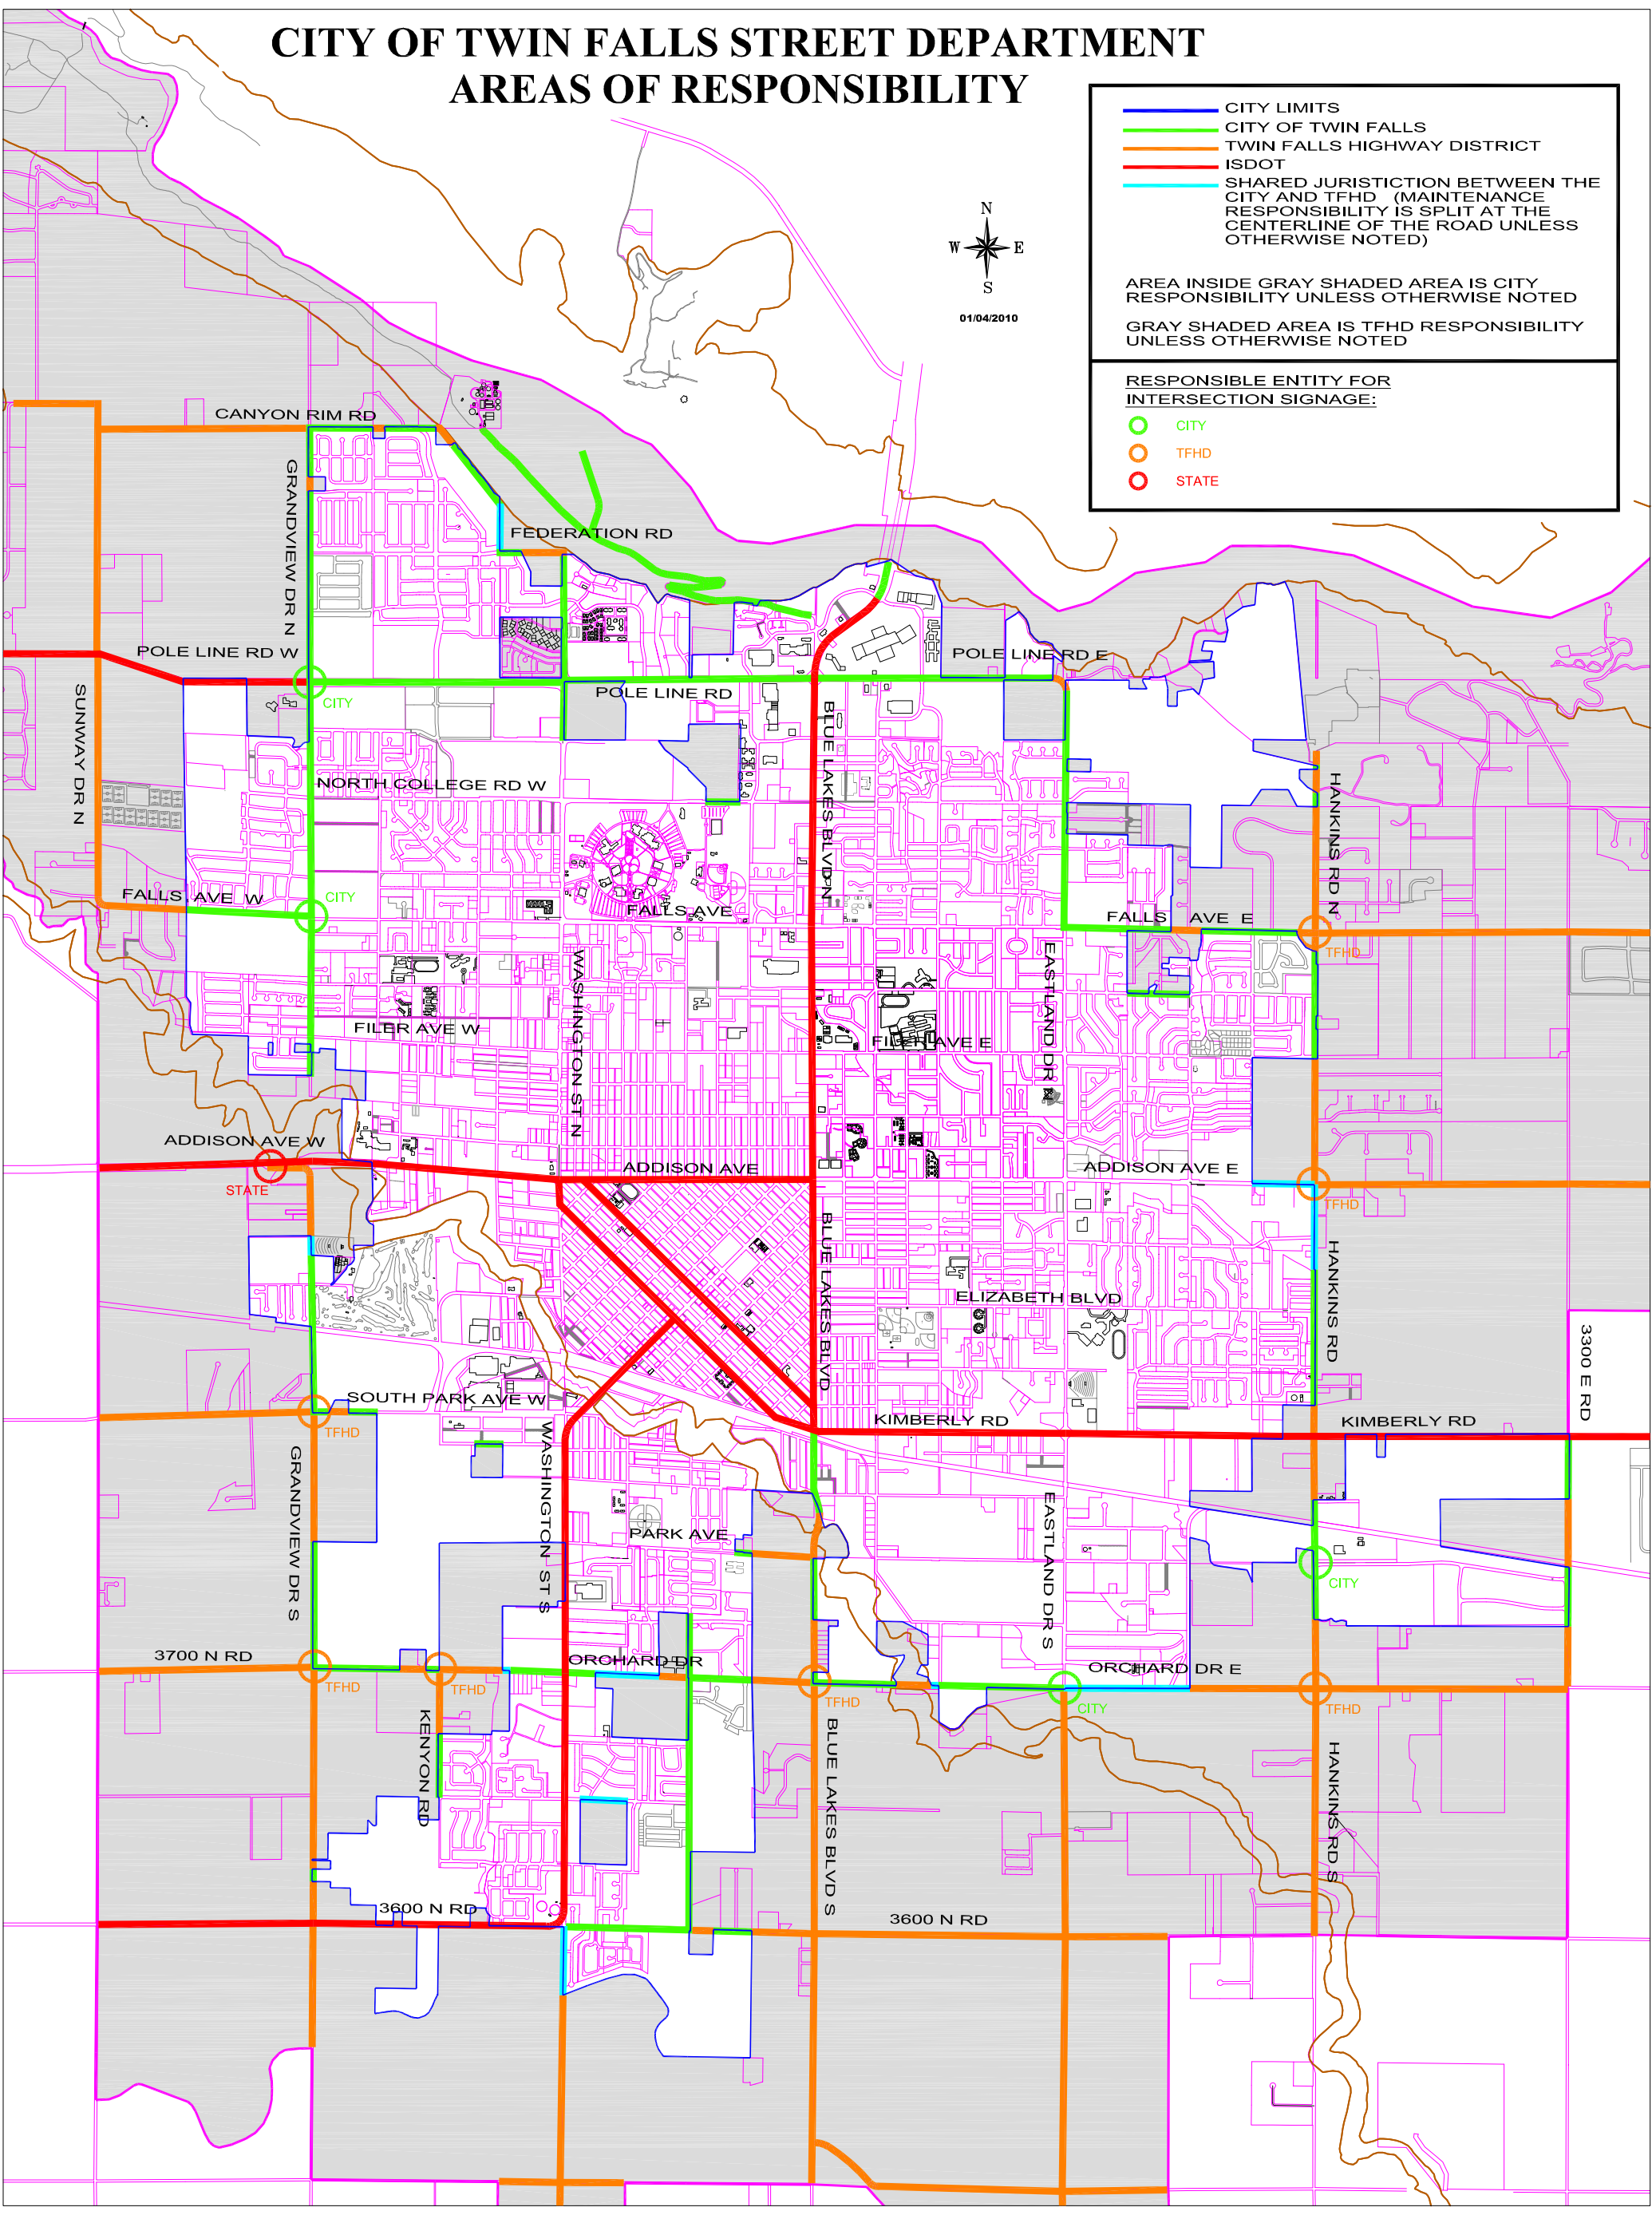 CITY OF TWIN FALLS STREET DEPARTMENT
AREAS OF RESPONSIBILITY
CITY LIMITS
CITY OF TWIN FALLS
TWIN FALLS HIGHWAY DISTRICT
ISDOT
SHARED JURISTICTION BETWEEN THE
CITY AND TFHD (MAINTENANCE
RESPONSIBILITY IS SPLIT AT THE
CENTERLINE OF THE ROAD UNLESS
OTHERWISE NOTED)
AREA INSIDE GRAY SHADED AREA IS CITY
RESPONSIBILITY UNLESS OTHERWISE NOTED
GRAY SHADED AREA IS TFHD RESPONSIBILITY
UNLESS OTHERWISE NOTED
RESPONSIBLE ENTITY FOR
INTERSECTION SIGNAGE:
CITY
TFHD
STATE
N
W
E
S
01/04/2010
CANYON RIM RD
GRANDVIEW DR N
FEDERATION RD
POLE LINE RD W
POLE LINE RD E
POLE LINE RD
CITY
SUNWAY DR N
BLUE LAKES BLVD N
NORTH COLLEGE RD W
HANKINS RD N
FALLS AVE W
CITY
FALLS AVE
FALLS AVE E
TFHD
WASHINGTON ST N
EASTLAND DR N
FILER AVE W
FILER AVE E
ADDISON AVE W
STATE
ADDISON AVE
ADDISON AVE E
TFHD
BLUE LAKES BLVD
HANKINS RD
ELIZABETH BLVD
3300 E RD
SOUTH PARK AVE W
TFHD
KIMBERLY RD
KIMBERLY RD
GRANDVIEW DR S
WASHINGTON ST S
EASTLAND DR S
PARK AVE
CITY
3700 N RD
TFHD
TFHD
ORCHARD DR
TFHD
ORCHARD DR E
CITY
TFHD
KENYON RD
BLUE LAKES BLVD S
HANKINS RD S
3600 N RD
3600 N RD